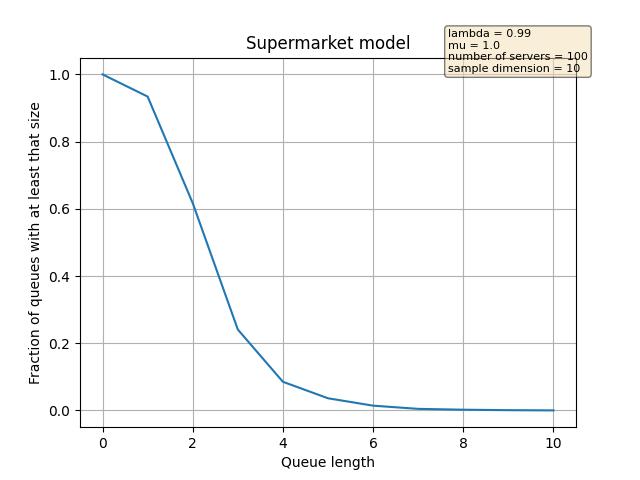 Supermarket model
lambda = 0.99
mu = 1.0
number of servers = 100
sample dimension = 10
Fraction of queues with at least that size
1.0
0.8
0.6
0.4
0.2
0.0
0 2 4 6 8 10
Queue length